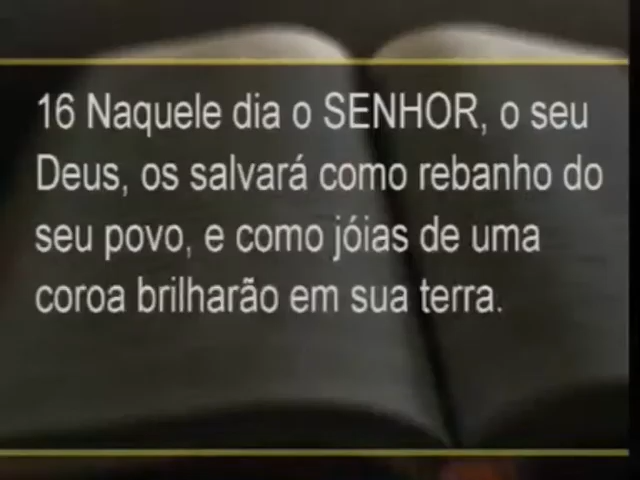 16 Naquele dia o SENHOR, o seu
Deus, os salvará como rebanho do
seu povo, e como jóias de uma
coroa brilharão em sua terra.